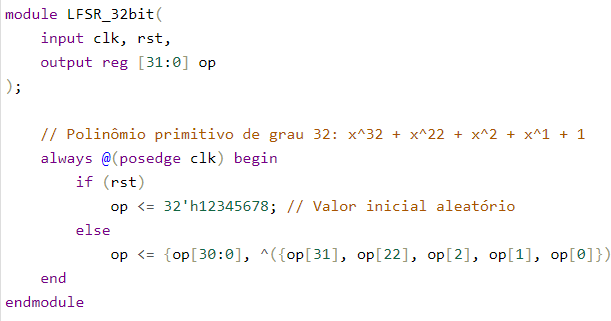 module LFSR_32bit(
input clk, rst,
output reg [31:0] op
);
// Polinômio primitivo de grau 32: x^32 + x^22 + x^2 + x^1 + 1
always @(posedge clk) begin
if (rst)
op <= 32'h12345678; // Valor inicial aleatório
else
op <= {op[30:0], ^({op[31], op[22], op[2], op[1], op[0]})
end
endmodule